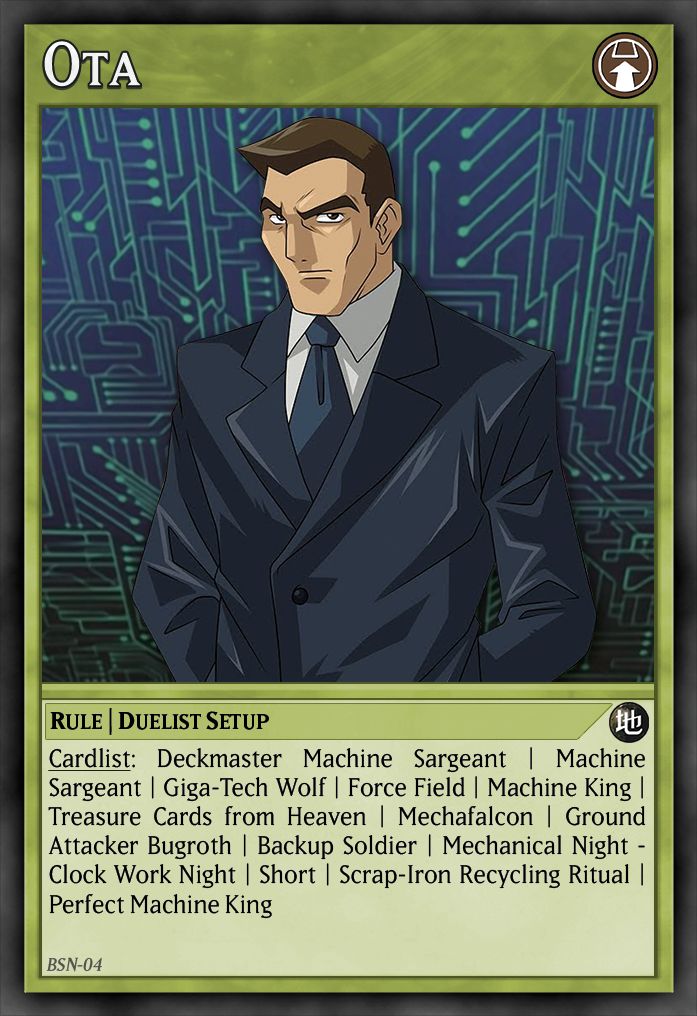 Ota
Rule | Duelist Setup
地
Cardlist: Deckmaster Machine Sargeant | Machine
Sargeant | Giga-Tech Wolf | Force Field | Machine King |
Treasure Cards from Heaven | Mechafalcon | Ground
Attacker Bugroth | Backup Soldier | Mechanical Night -
Clock Work Night | Short | Scrap-Iron Recycling Ritual |
Perfect Machine King
BSN-04